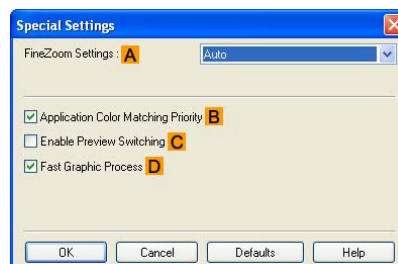 Special Settings
FineZoom Settings : A Auto
Application Color Matching Priority B
Enable Preview Switching C
Fast Graphic Process D
OK Cancel Defaults Help